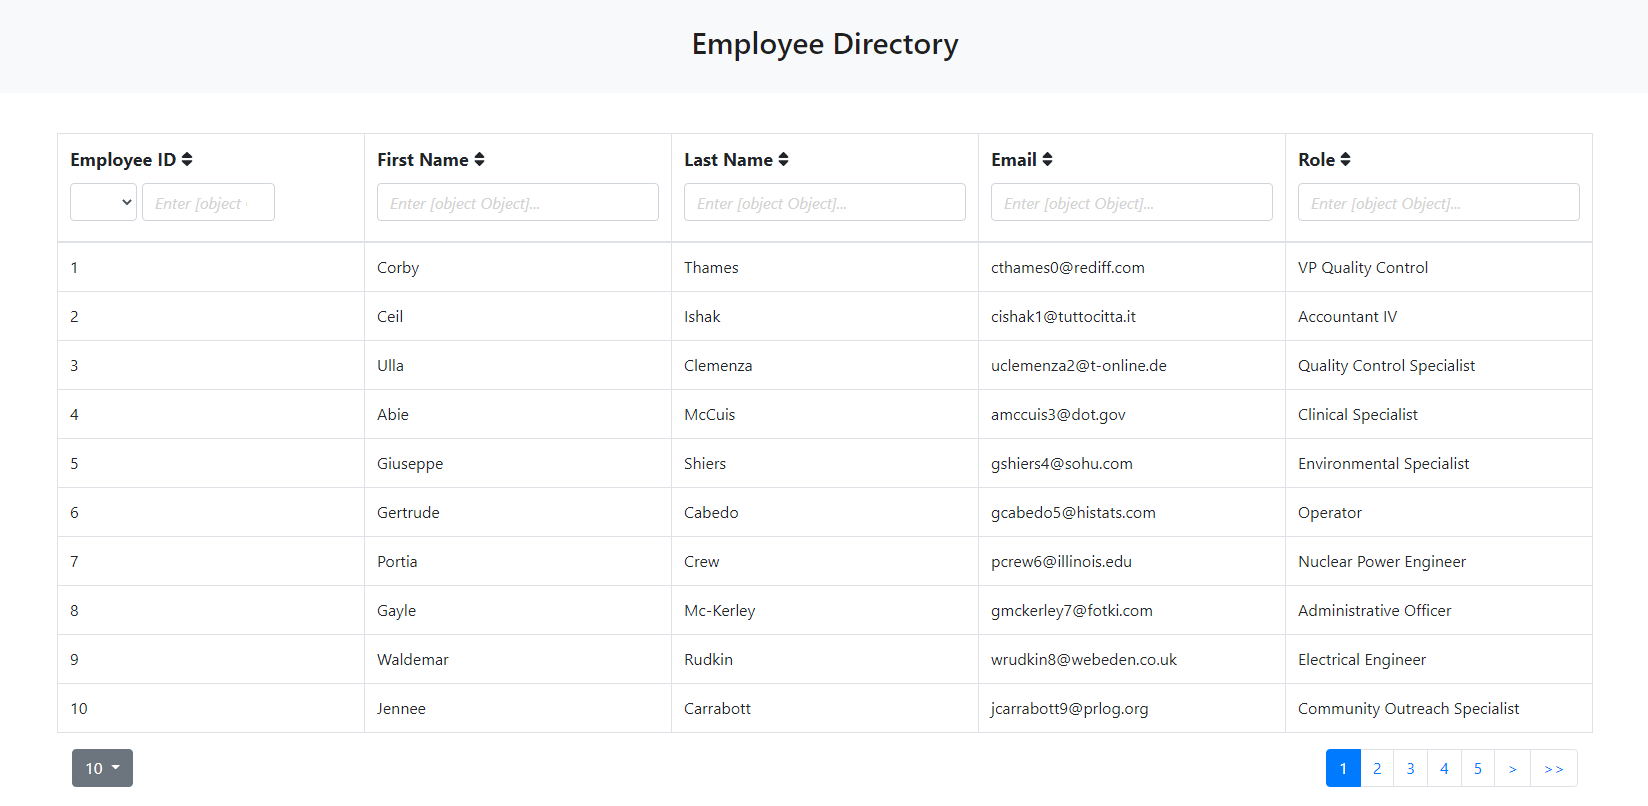 Employee Directory
Employee ID First Name Last Name Email Role
Enter [object Enter [object Object]... Enter [object Object]... Enter [object Object]... Enter [object Object]...
1 Corby Thames cthames0@rediff.com VP Quality Control
2 Ceil Ishak cishak1@tuttocitta.it Accountant IV
3 Ulla Clemenza uclemenza2@t-online.de Quality Control Specialist
4 Abie McCuis amccuis3@dot.gov Clinical Specialist
5 Giuseppe Shiers gshiers4@sohu.com Environmental Specialist
6 Gertrude Cabedo gcabedo5@histats.com Operator
7 Portia Crew pcrew6@illinois.edu Nuclear Power Engineer
8 Gayle Mc-Kerley gmckerley7@fotki.com Administrative Officer
9 Waldemar Rudkin wrudkin8@webeden.co.uk Electrical Engineer
10 Jennee Carrabott jcarrabott9@prlog.org Community Outreach Specialist
10 1 2 3 4 5 > >>